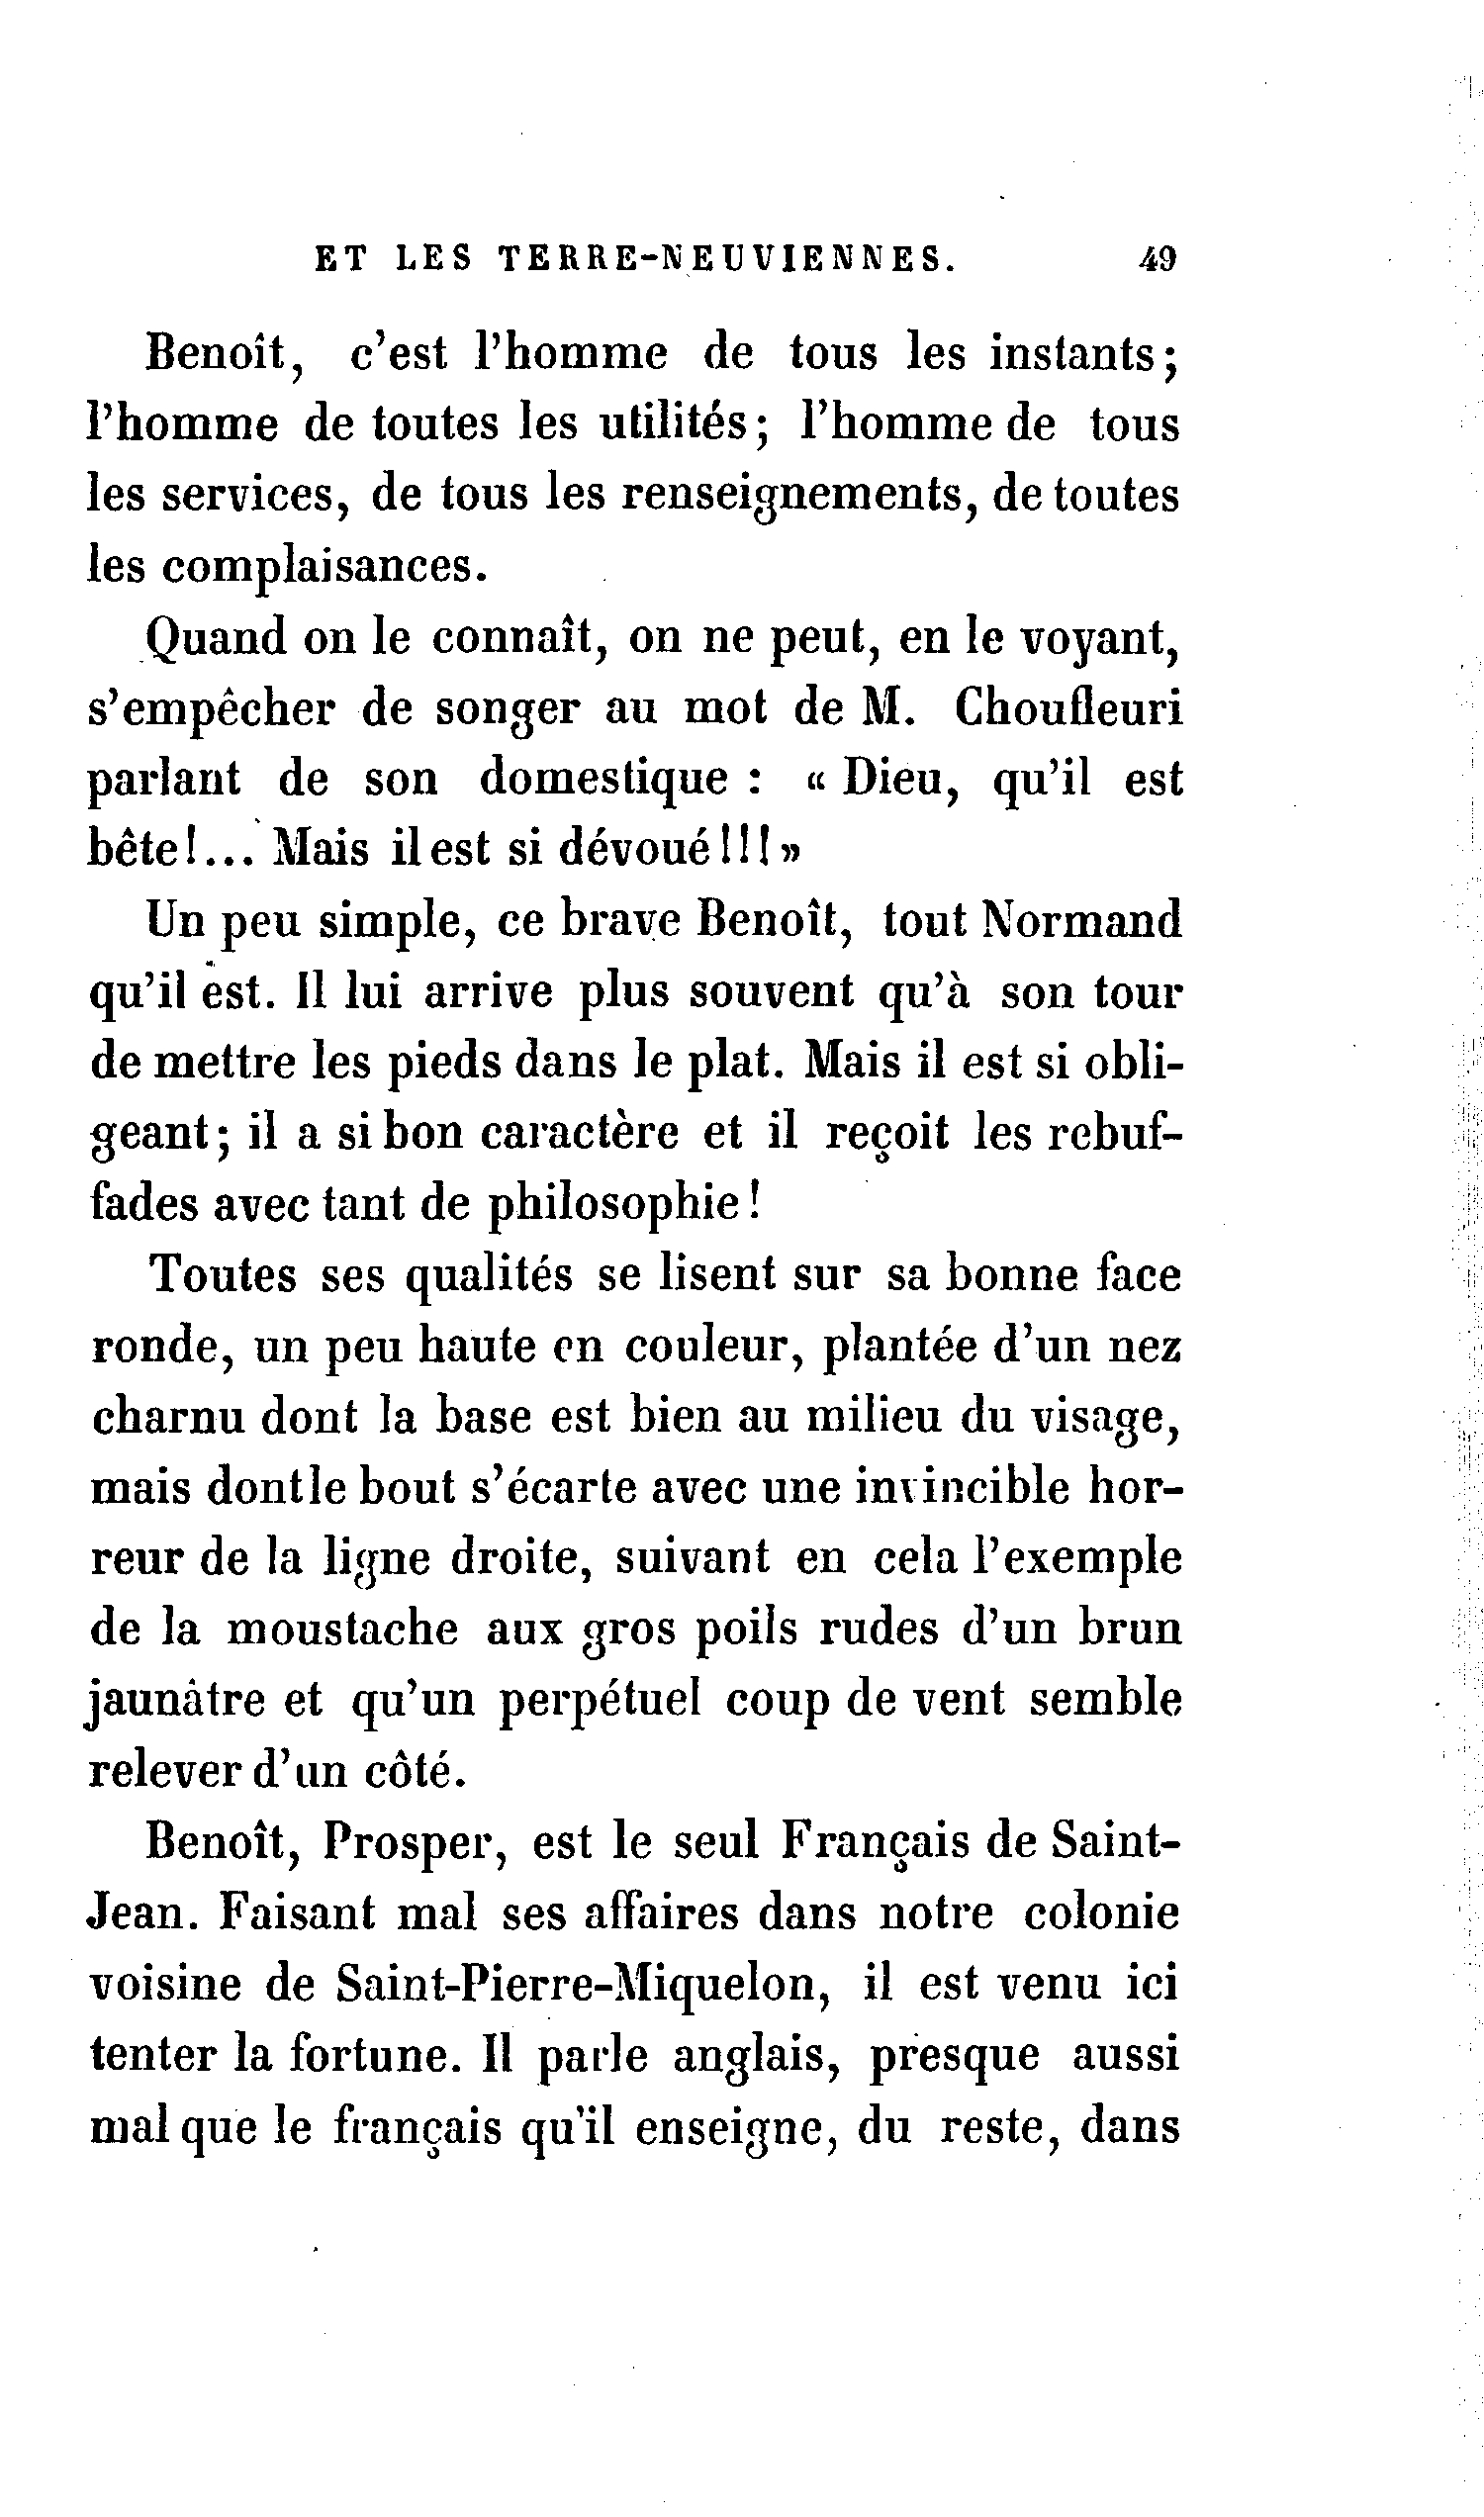 ET LES TERRE-NEUVIENNES. 49
Benoît, c'est l'homme de tous les instants;
l'homme de toutes les utilités; l'homme de tous
les services, de tous les renseignements, de toutes
les complaisances.
Quand on le connaît, on ne peut, en le voyant,
s'empêcher de songer au mot de M. Choufleuri
parlant de son domestique : « Dieu, qu'il est
bête!... Mais il est si dévoué!!! »
Un peu simple, ce brave Benoît, tout Normand
qu'il est. Il lui arrive plus souvent qu'à son tour
de mettre les pieds dans le plat. Mais il est si obli-
geant; il a si bon caractère et il reçoit les rebuf-
fades avec tant de philosophie!
Toutes ses qualités se lisent sur sa bonne face
ronde, un peu haute en couleur, plantée d'un nez
charnu dont la base est bien au milieu du visage,
mais dont le bout s'écarte avec une invincible hor-
reur de la ligne droite, suivant en cela l'exemple
de la moustache aux gros poils rudes d'un brun
jaunâtre et qu'un perpétuel coup de vent semble
relever d'un côté.
Benoît, Prosper, est le seul Français de Saint-
Jean. Faisant mal ses affaires dans notre colonie
voisine de Saint-Pierre-Miquelon, il est venu ici
tenter la fortune. Il parle anglais, presque aussi
mal que le français qu'il enseigne, du reste, dans